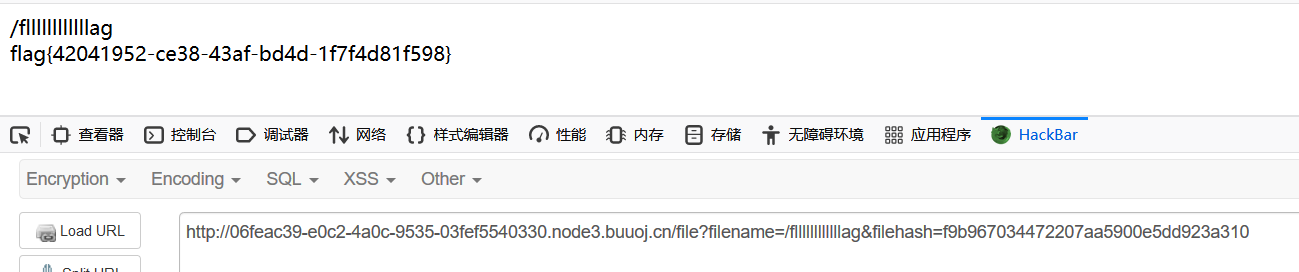 /fllllllllllllag
flag{42041952-ce38-43af-bd4d-1f7f4d81f598}
查看器 控制台 调试器 网络 样式编辑器 性能 内存 存储 无障碍环境 应用程序 HackBar
Encryption Encoding SQL XSS Other
Load URL
http://06feac39-e0c2-4a0c-9535-03fef5540330.node3.buuoj.cn/file?filename=/fllllllllllllag&filehash=f9b967034472207aa5900e5dd923a310
Split URL